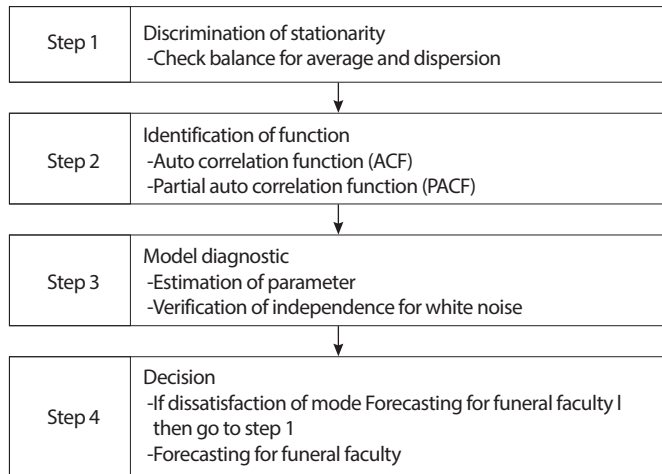 Step 1
Discrimination of stationarity
-Check balance for average and dispersion
Step 2
Identification of function
-Auto correlation function (ACF)
-Partial auto correlation function (PACF)
Step 3
Model diagnostic
-Estimation of parameter
-Verification of independence for white noise
Step 4
Decision
-If dissatisfaction of mode Forecasting for funeral faculty l
then go to step 1
-Forecasting for funeral faculty